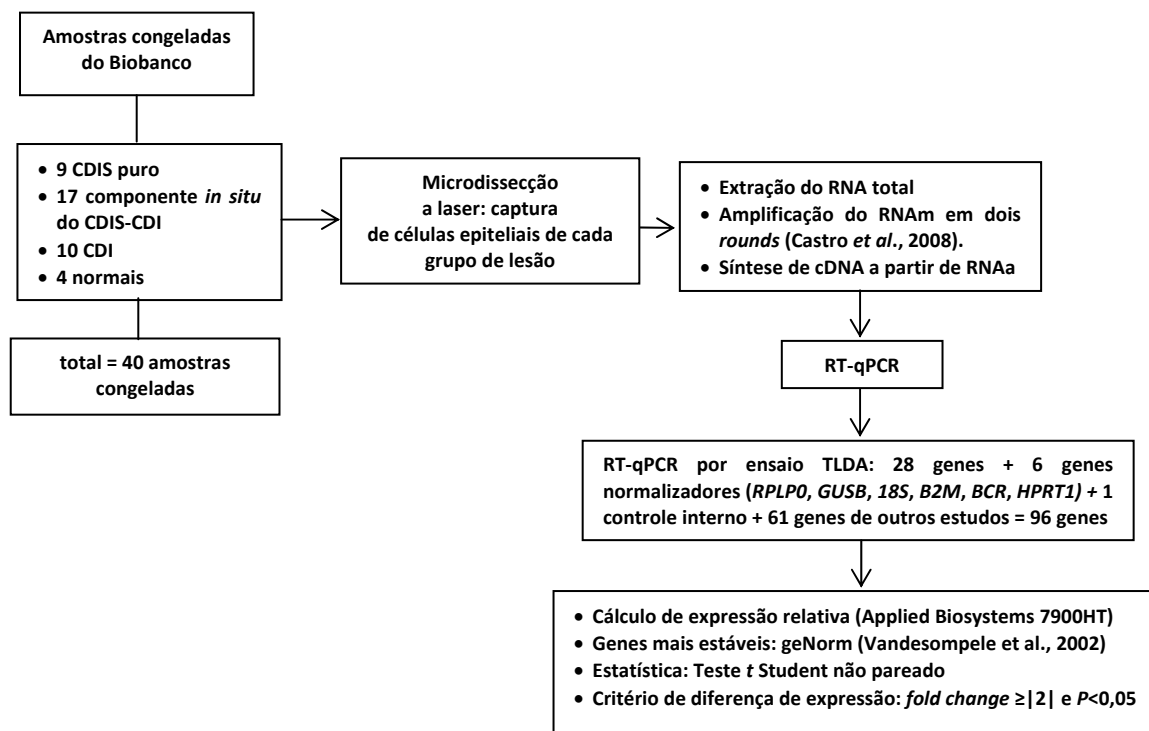 Amostras congeladas
do Biobanco
• 9 CDIS puro
• 17 componente in situ
do CDIS-CDI
• 10 CDI
• 4 normais
total = 40 amostras
congeladas
Microdissecção
a laser: captura
de células epiteliais de cada
grupo de lesão
• Extração do RNA total
• Amplificação do RNAm em dois
rounds (Castro et al., 2008).
• Síntese de cDNA a partir de RNAa
RT-qPCR
RT-qPCR por ensaio TLDA: 28 genes + 6 genes
normalizadores (RPLP0, GUSB, 18S, B2M, BCR, HPRT1) + 1
controle interno + 61 genes de outros estudos = 96 genes
• Cálculo de expressão relativa (Applied Biosystems 7900HT)
• Genes mais estáveis: geNorm (Vandesompele et al., 2002)
• Estatística: Teste t Student não pareado
• Critério de diferença de expressão: fold change ≥|2| e P<0,05